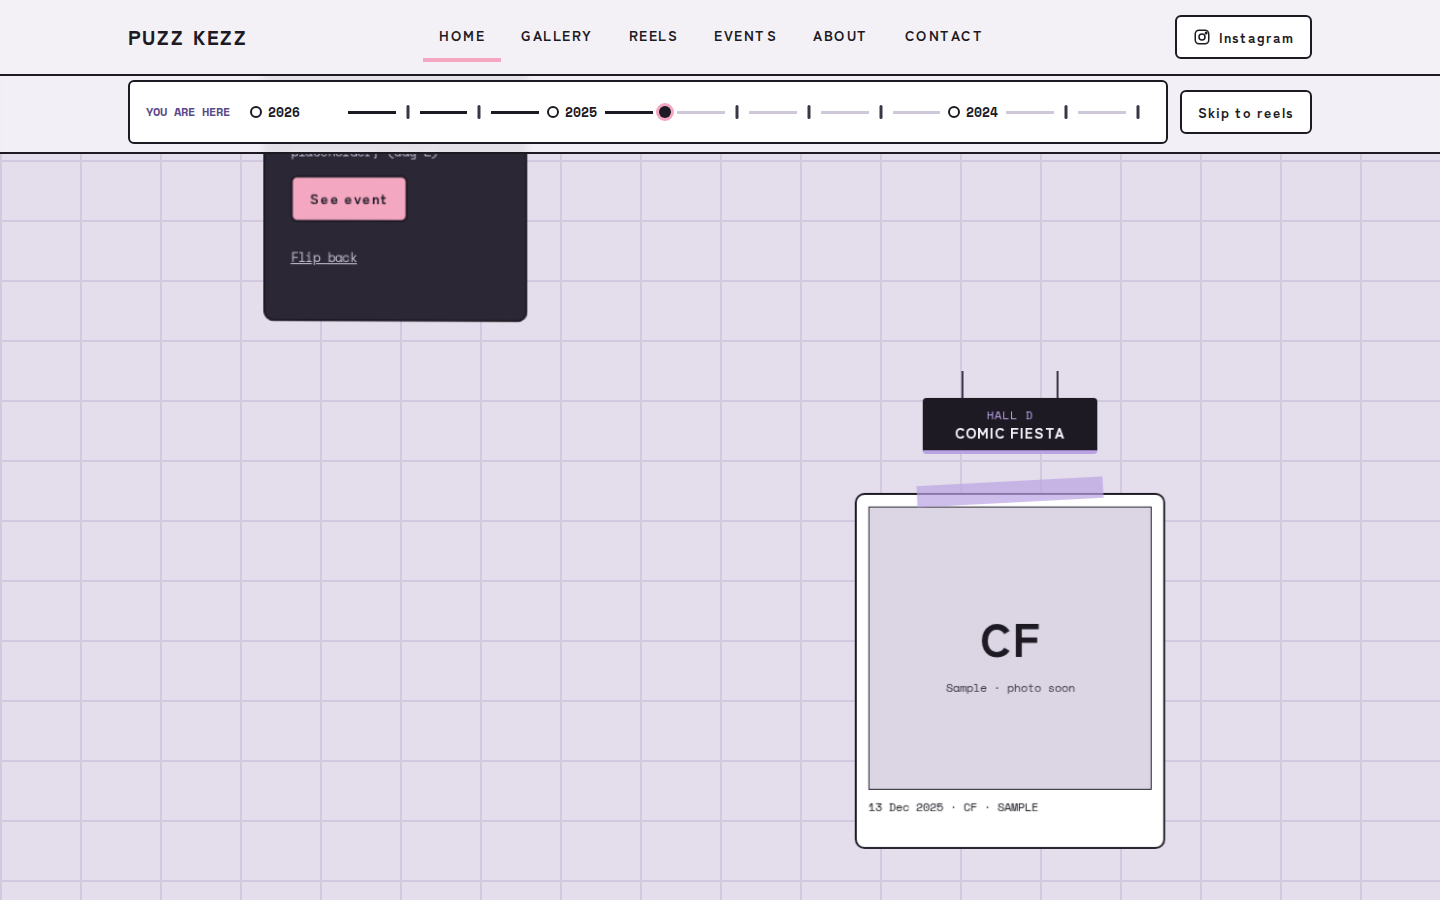 PUZZ KEZZ
HOME GALLERY REELS EVENTS ABOUT CONTACT
Instagram
YOU ARE HERE 2026 2025 2024
Skip to reels
See event
Flip back
HALL D
COMIC FIESTA
CF
Sample · photo soon
13 Dec 2025 · CF · SAMPLE